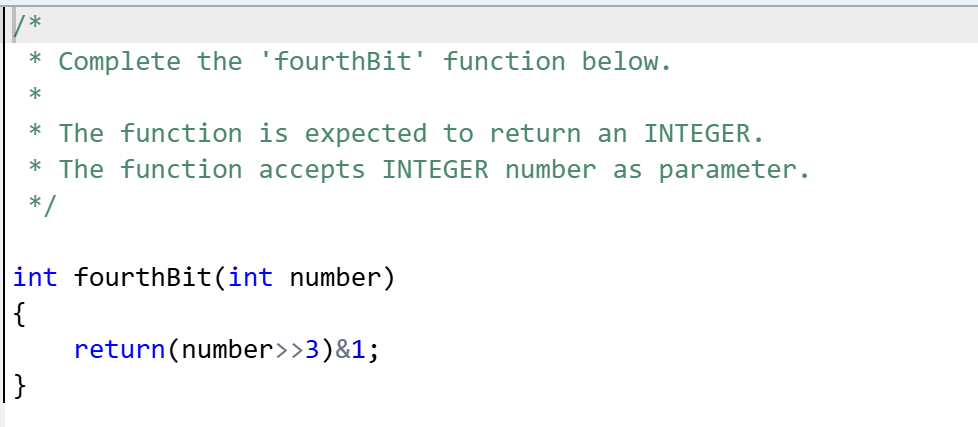 /*
 * Complete the 'fourthBit' function below.
 *
 * The function is expected to return an INTEGER.
 * The function accepts INTEGER number as parameter.
 */

int fourthBit(int number)
{
    return(number>>3)&1;
}